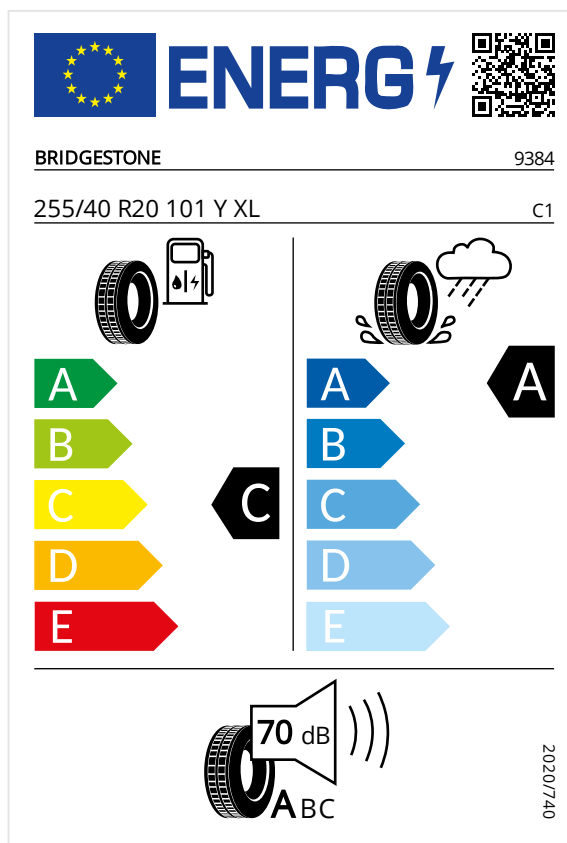 ENERG
BRIDGESTONE 9384
255/40 R20 101 Y XL C1
A A A
B B
C C C
D D
E E
70 dB
ABC
2020/740